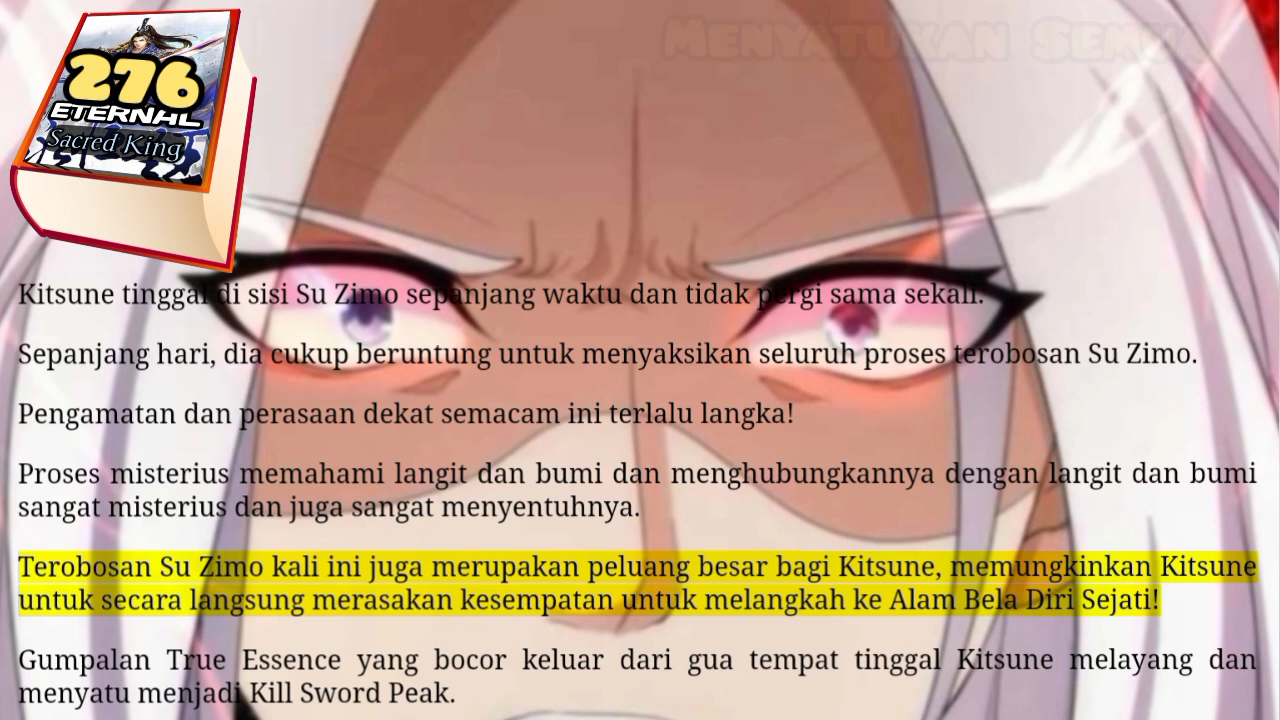 Menyatukan Semua
276
ETERNAL
Sacred King
Kitsune tinggal di sisi Su Zimo sepanjang waktu dan tidak pergi sama sekali.
Sepanjang hari, dia cukup beruntung untuk menyaksikan seluruh proses terobosan Su Zimo.
Pengamatan dan perasaan dekat semacam ini terlalu langka!
Proses misterius memahami langit dan bumi dan menghubungkannya dengan langit dan bumi
sangat misterius dan juga sangat menyentuhnya.
Terobosan Su Zimo kali ini juga merupakan peluang besar bagi Kitsune, memungkinkan Kitsune
untuk secara langsung merasakan kesempatan untuk melangkah ke Alam Bela Diri Sejati!
Gumpalan True Essence yang bocor keluar dari gua tempat tinggal Kitsune melayang dan
menyatu menjadi Kill Sword Peak.